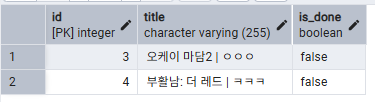 id title is_done
[PK] integer character varying (255) boolean
1 3 오케이 마담2 | ㅇㅇㅇ false
2 4 부활남: 더 레드 | ㅋㅋㅋ false